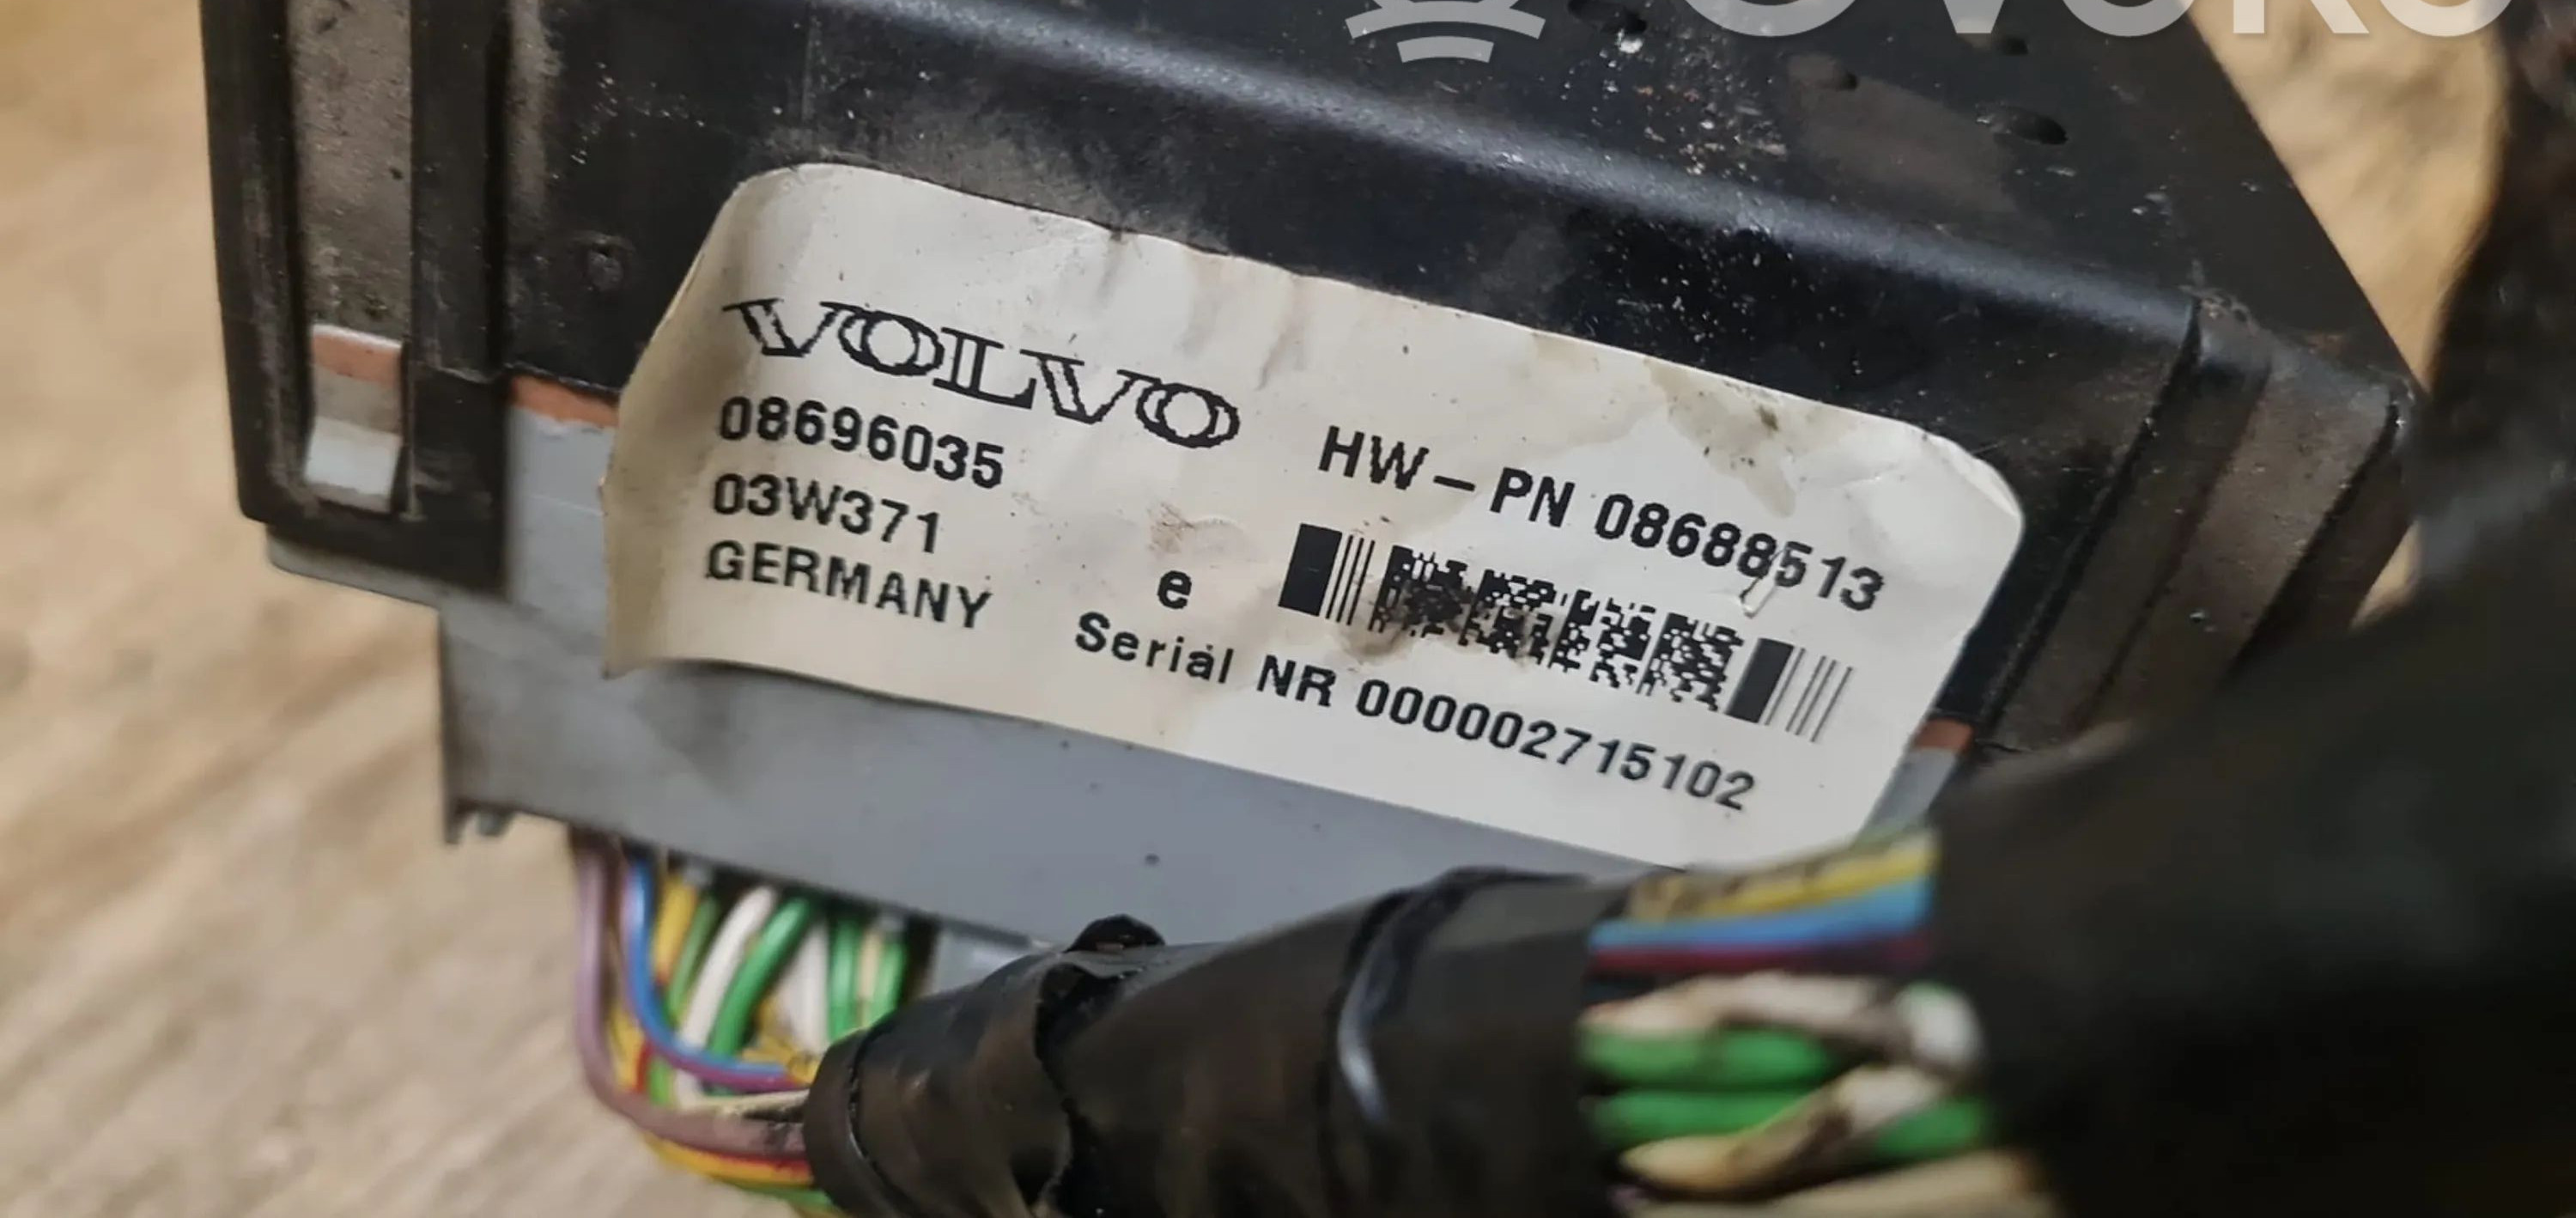 VOLVO
08696035
03W371
GERMANY
e
HW-PN 08688513
Serial NR 000002715102